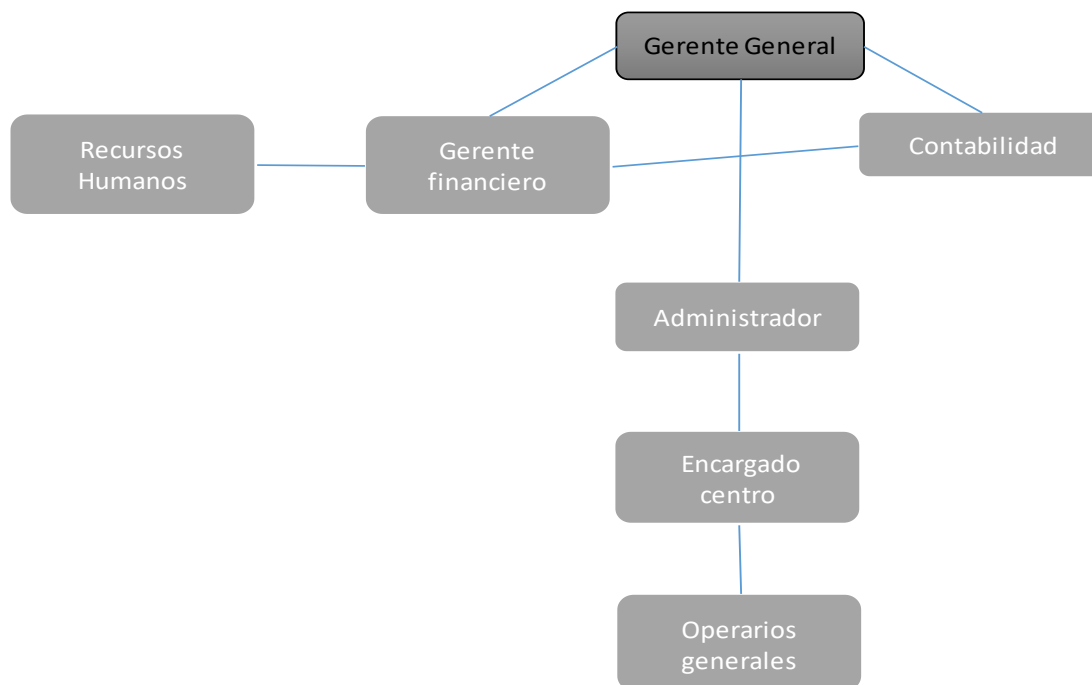 Gerente General
Recursos
Humanos
Gerente
financiero
Contabilidad
Administrador
Encargado
centro
Operarios
generales